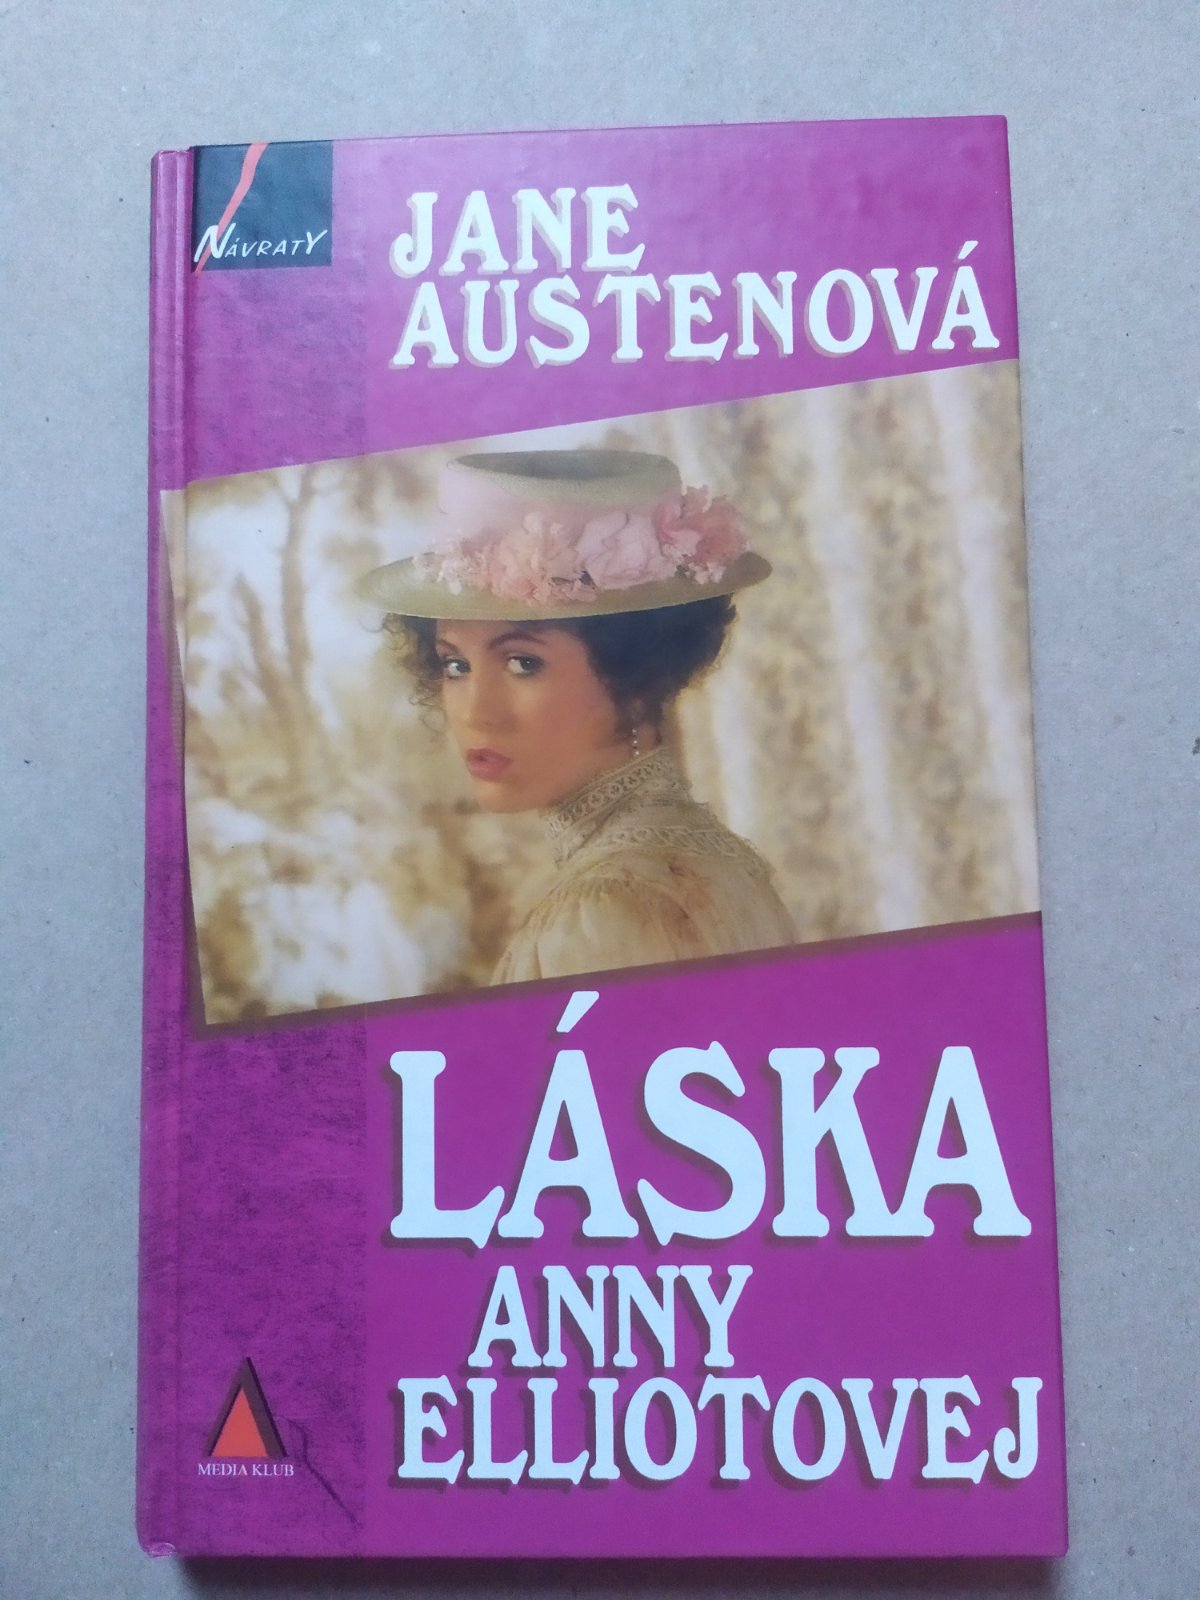 NÁVRATY
JANE
AUSTENOVÁ
LÁSKA
ANNY
ELLIOTOVEJ
MEDIA KLUB